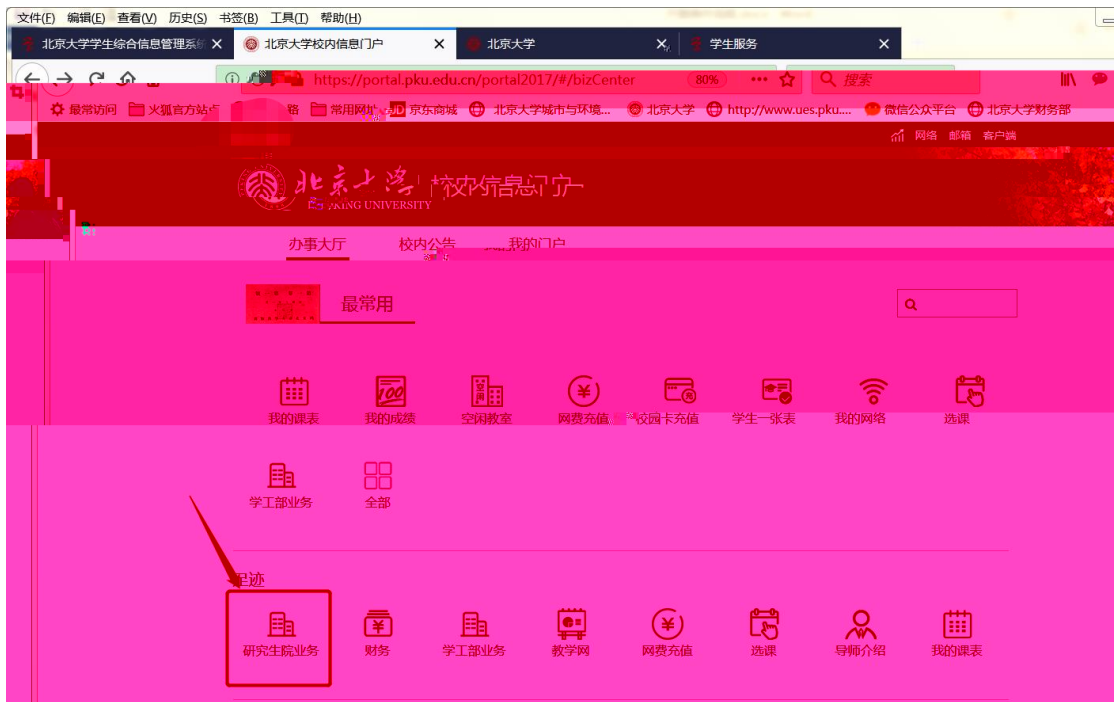 文件(F) 编辑(E) 查看(V) 历史(S) 书签(B) 工具(T) 帮助(H)
北京大学学生综合信息管理系统 北京大学校内信息门户 北京大学 学生服务
https://portal.pku.edu.cn/portal2017/#/bizCenter 80% 搜索
最常访问 火狐官方站点 常用网址 JD 京东商城 北京大学城市与环境... 北京大学 http://www.ues.pku.... 微信公众平台 北京大学财务部
网络 邮箱 客户端
北京大学 校内信息门户
UNIVERSITY
办事大厅 校内公告 我的门户
最常用
我的课表 我的成绩 空闲教室 网费充值 校园卡充值 学生一张表 我的网络 选课
学工部业务 全部
足迹
研究生院业务 财务 学工部业务 教学网 网费充值 选课 导师介绍 我的课表